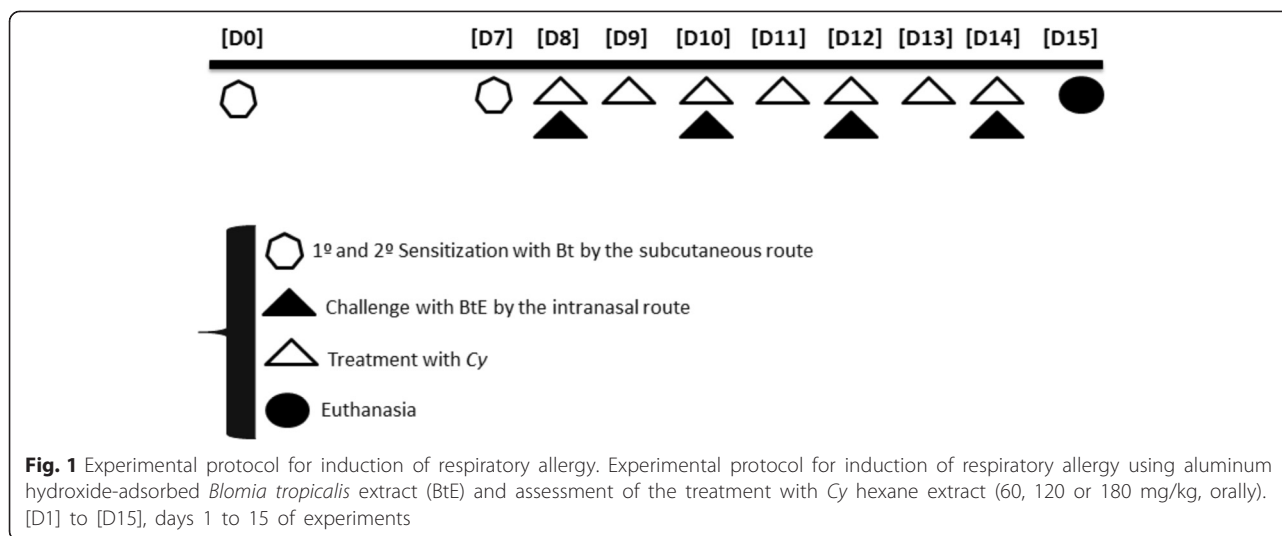 [D0] [D7] [D8] [D9] [D10] [D11] [D12] [D13] [D14] [D15]
1º and 2º Sensitization with Bt by the subcutaneous route
Challenge with BtE by the intranasal route
Treatment with Cy
Euthanasia
Fig. 1 Experimental protocol for induction of respiratory allergy. Experimental protocol for induction of respiratory allergy using aluminum
hydroxide-adsorbed Blomia tropicalis extract (BtE) and assessment of the treatment with Cy hexane extract (60, 120 or 180 mg/kg, orally).
[D1] to [D15], days 1 to 15 of experiments